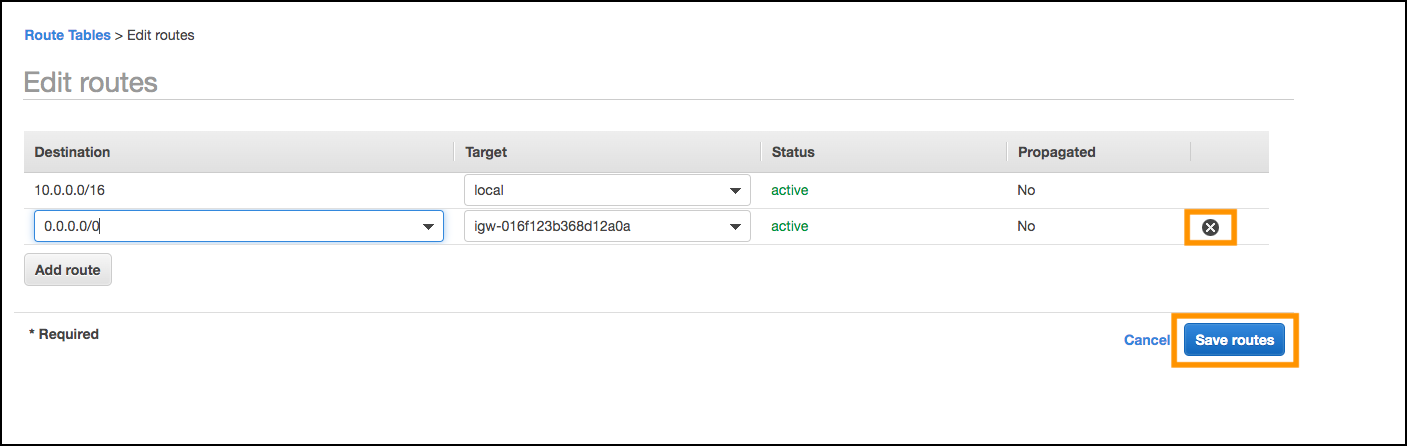 Route Tables > Edit routes
Edit routes
Destination Target Status Propagated
10.0.0.0/16 local active No
0.0.0.0/0 igw-016f123b368d12a0a active No
Add route
* Required
Cancel Save routes